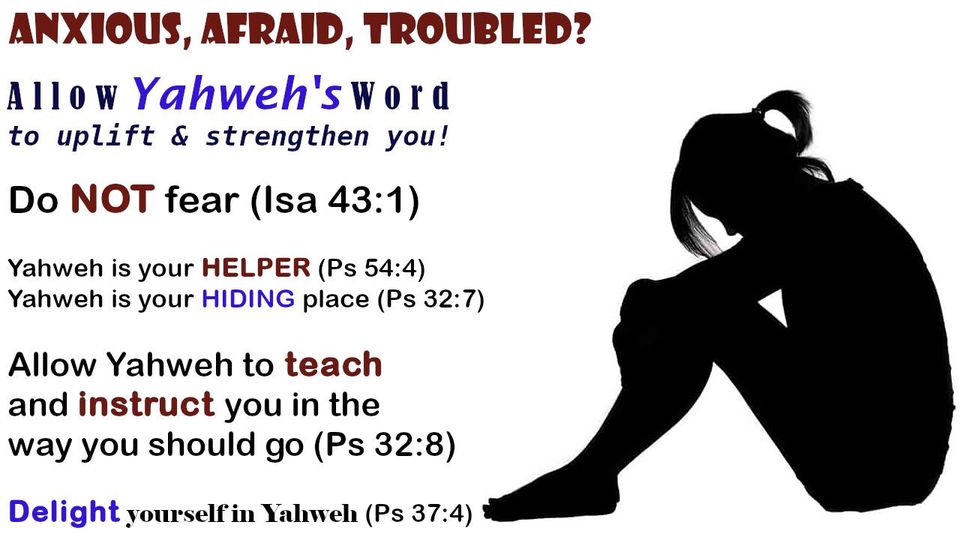 ANXIOUS, AFRAID, TROUBLED?
Allow Yahweh's Word
to uplift & strengthen you!
Do NOT fear (Isa 43:1)
Yahweh is your HELPER (Ps 54:4)
Yahweh is your HIDING place (Ps 32:7)
Allow Yahweh to teach
and instruct you in the
way you should go (Ps 32:8)
Delight yourself in Yahweh (Ps 37:4)